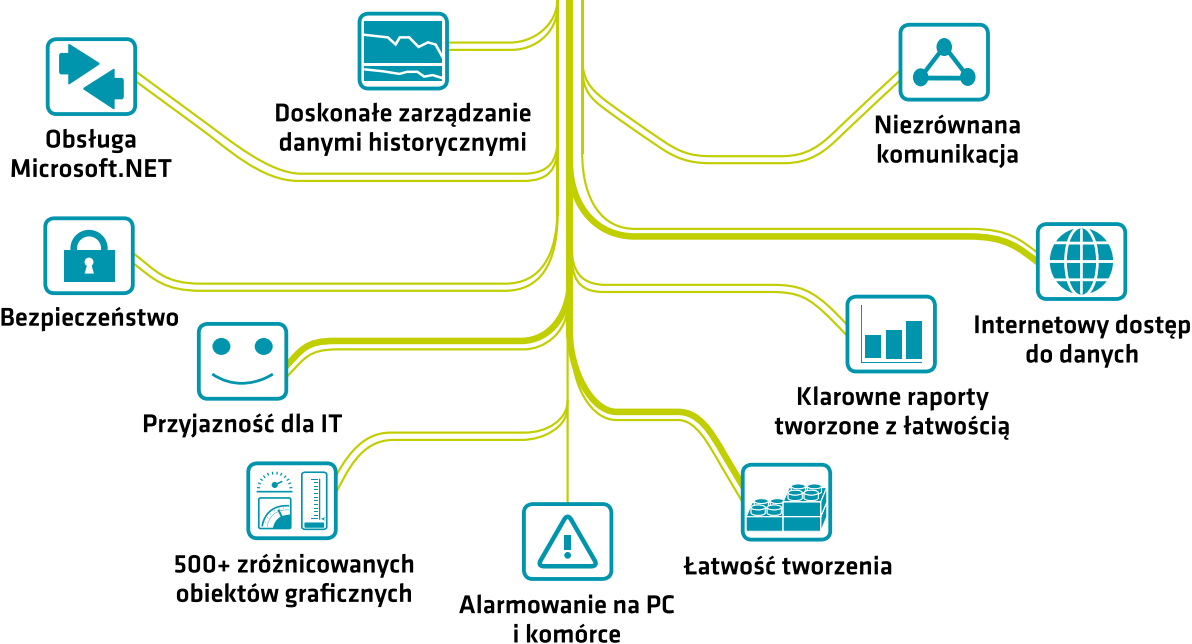 Doskonałe zarządzanie
danymi historycznymi
Niezrównana
komunikacja
Obsługa
Microsoft.NET
Bezpieczeństwo
Internetowy dostęp
do danych
Przyjazność dla IT
Klarowne raporty
tworzone z łatwością
500+ zróżnicowanych
obiektów graficznych
Łatwość tworzenia
Alarmowanie na PC
i komórce